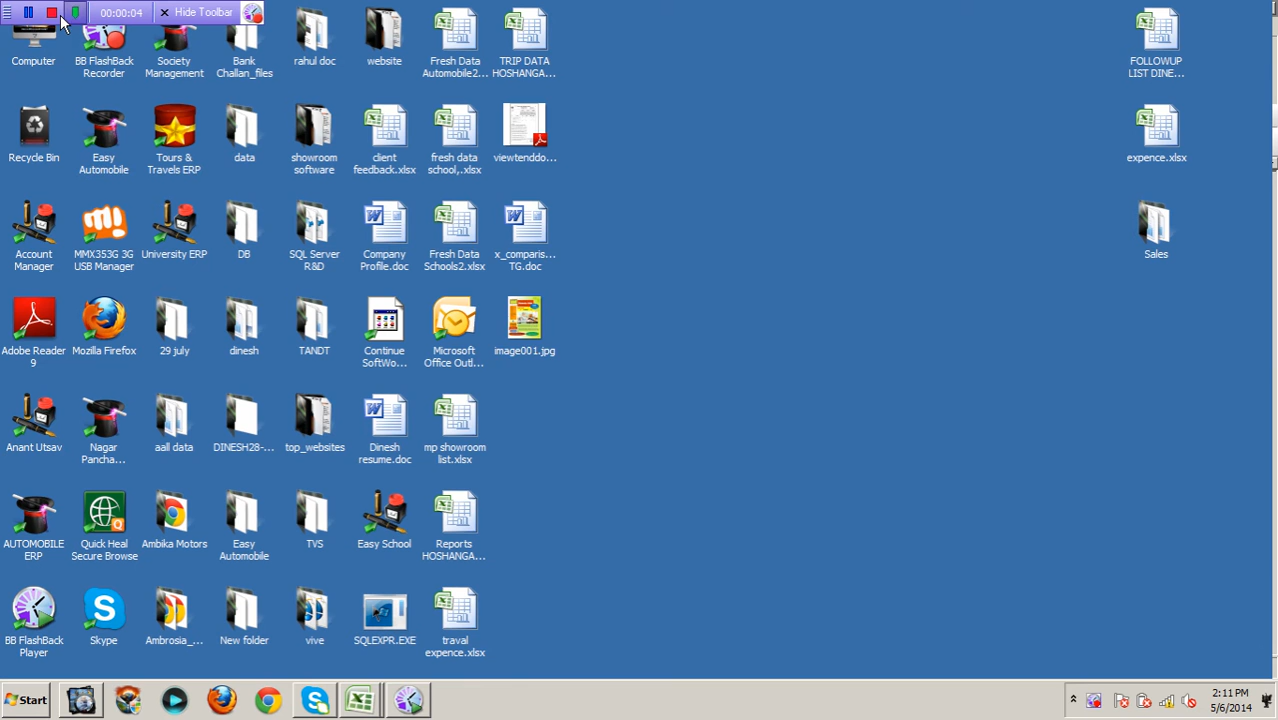 00:00:04
Hide Toolbar
Computer
BB FlashBack
Recorder
Society
Management
Bank
Challan_files
rahul doc
website
Fresh Data
Automobile2...
TRIP DATA
HOSHANGA...
FOLLOWUP
LIST DINE...
Recycle Bin
Easy
Automobile
Tours &
Travels ERP
data
showroom
software
client
feedback.xlsx
fresh data
school,.xlsx
viewtenddo...
expence.xlsx
Account
Manager
MMX353G 3G
USB Manager
University ERP
DB
SQL Server
R&D
Company
Profile.doc
Fresh Data
Schools2.xlsx
x_comparis...
TG.doc
Sales
Adobe Reader
9
Mozilla Firefox
29 july
dinesh
TANDT
Continue
SoftWo...
Microsoft
Office Outl...
image001.jpg
Anant Utsav
Nagar
Pancha...
aall data
DINESH28-...
top_websites
Dinesh
resume.doc
mp showroom
list.xlsx
AUTOMOBILE
ERP
Quick Heal
Secure Browse
Ambika Motors
Easy
Automobile
TVS
Easy School
Reports
HOSHANGA...
BB FlashBack
Player
Skype
Ambrosia_...
New folder
vive
SQLEXPR.EXE
traval
expence.xlsx
Start
2:11 PM
5/6/2014